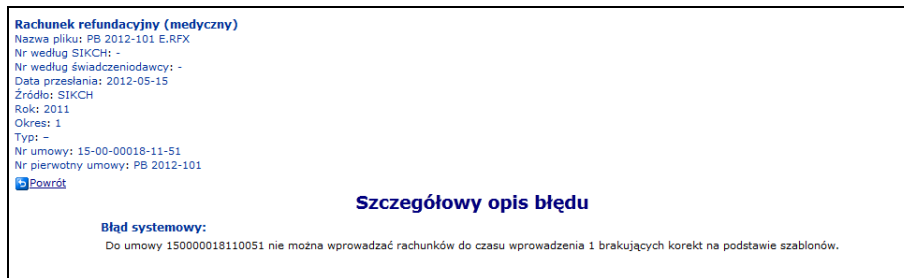 Rachunek refundacyjny (medyczny)
Nazwa pliku: PB 2012-101 E.RFX
Nr według SIKCH: -
Nr według świadczeniodawcy: -
Data przesłania: 2012-05-15
Źródło: SIKCH
Rok: 2011
Okres: 1
Typ: –
Nr umowy: 15-00-00018-11-51
Nr pierwotny umowy: PB 2012-101
Powrót
Szczegółowy opis błędu
Błąd systemowy:
Do umowy 150000018110051 nie można wprowadzać rachunków do czasu wprowadzenia 1 brakujących korekt na podstawie szablonów.